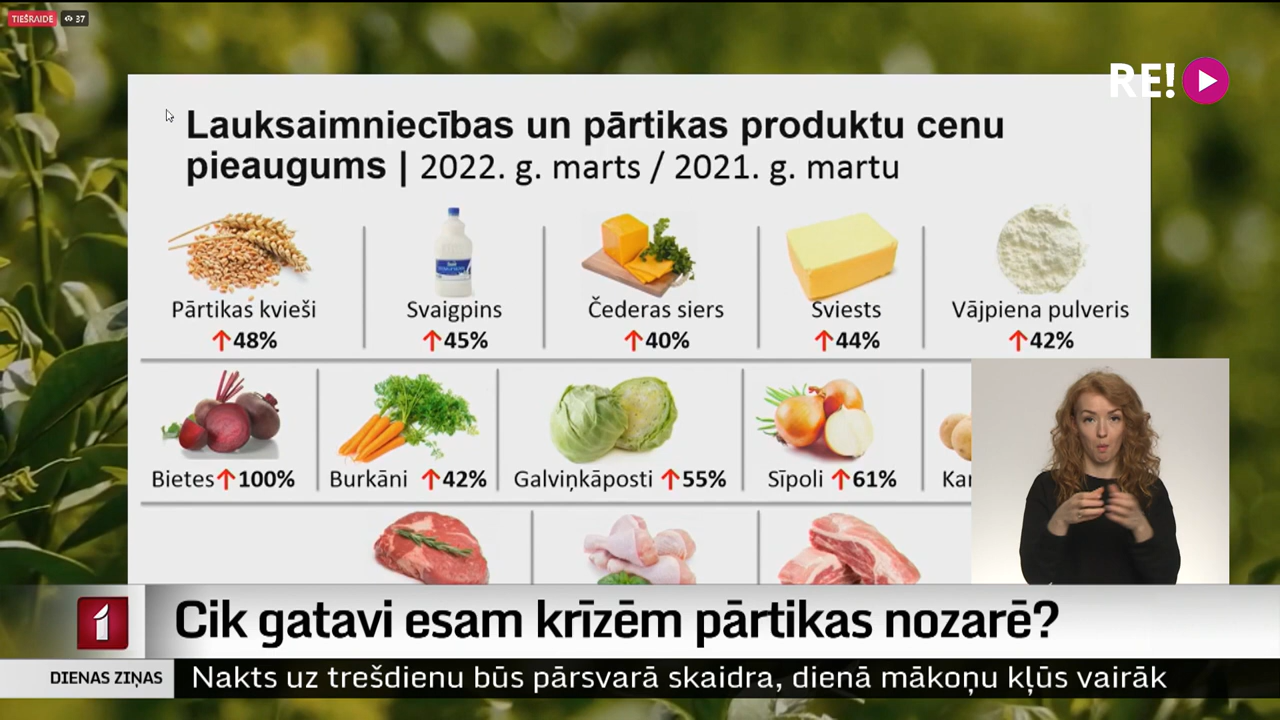 TIEŠRAIDE 37
RE!
Lauksaimniecības un pārtikas produktu cenu
pieaugums | 2022. g. marts / 2021. g. martu
Pārtikas kvieši Svaigpins Čederas siers Sviests Vājpiena pulveris
↑48% ↑45% ↑40% ↑44% ↑42%
Bietes↑100% Burkāni ↑42% Galviņkāposti ↑55% Sīpoli ↑61% Kar
1 Cik gatavi esam krīzēm pārtikas nozarē?
DIENAS ZIŅAS Nakts uz trešdienu būs pārsvarā skaidra, dienā mākoņu kļūs vairāk